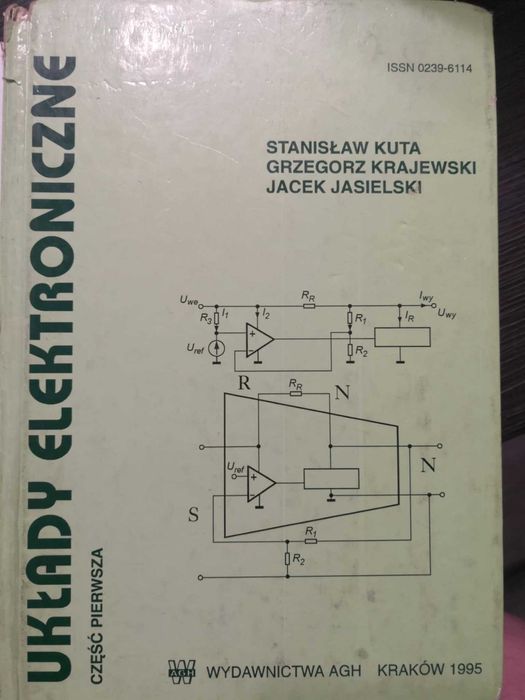 ISSN 0239-6114
STANISŁAW KUTA
GRZEGORZ KRAJEWSKI
JACEK JASIELSKI
UKŁADY ELEKTRONICZNE
CZĘŚĆ PIERWSZA
Uwe
RR
Iwy
R3
I1
I2
R1
IR
Uwy
+
Uref
R2
R
RR
N
Uref
+
N
S
R1
R2
AGH
WYDAWNICTWA AGH KRAKÓW 1995